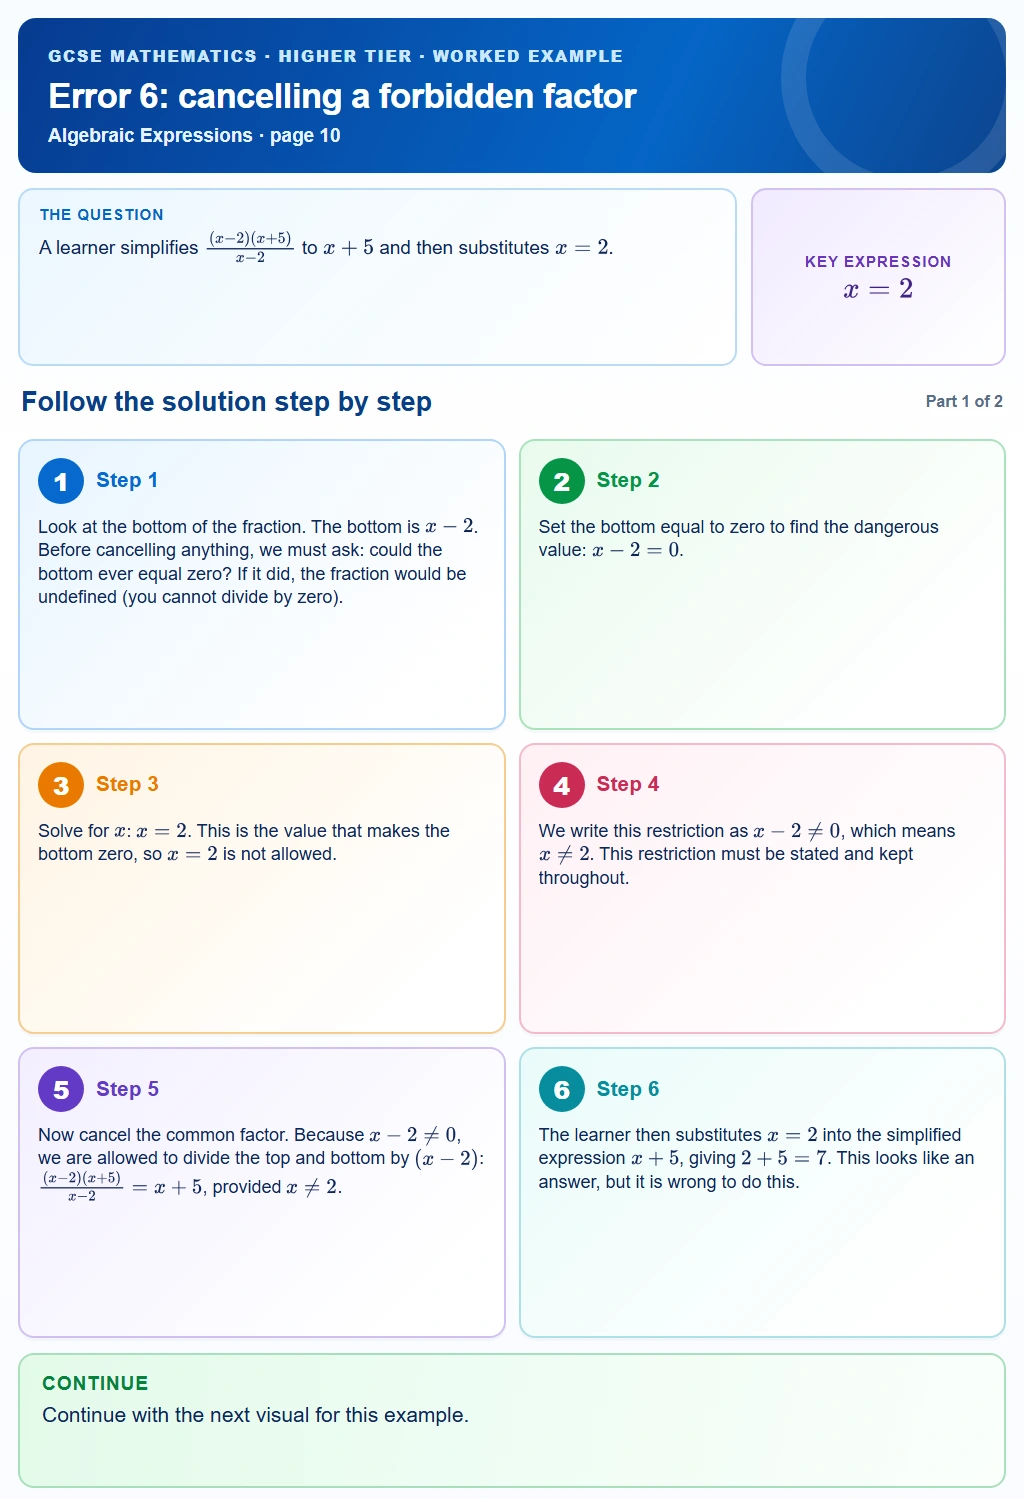 GCSE MATHEMATICS · HIGHER TIER · WORKED EXAMPLE
Error 6: cancelling a forbidden factor
Algebraic Expressions · page 10
THE QUESTION
A learner simplifies \frac{(x-2)(x+5)}{x-2} to x + 5 and then substitutes x = 2.
KEY EXPRESSION
x = 2
Follow the solution step by step
Part 1 of 2
1 Step 1
Look at the bottom of the fraction. The bottom is x − 2.
Before cancelling anything, we must ask: could the
bottom ever equal zero? If it did, the fraction would be
undefined (you cannot divide by zero).
2 Step 2
Set the bottom equal to zero to find the dangerous
value: x − 2 = 0.
3 Step 3
Solve for x: x = 2. This is the value that makes the
bottom zero, so x = 2 is not allowed.
4 Step 4
We write this restriction as x − 2 ≠ 0, which means
x ≠ 2. This restriction must be stated and kept
throughout.
5 Step 5
Now cancel the common factor. Because x − 2 ≠ 0,
we are allowed to divide the top and bottom by (x − 2):
\frac{(x-2)(x+5)}{x-2} = x + 5, provided x ≠ 2.
6 Step 6
The learner then substitutes x = 2 into the simplified
expression x + 5, giving 2 + 5 = 7. This looks like an
answer, but it is wrong to do this.
CONTINUE
Continue with the next visual for this example.